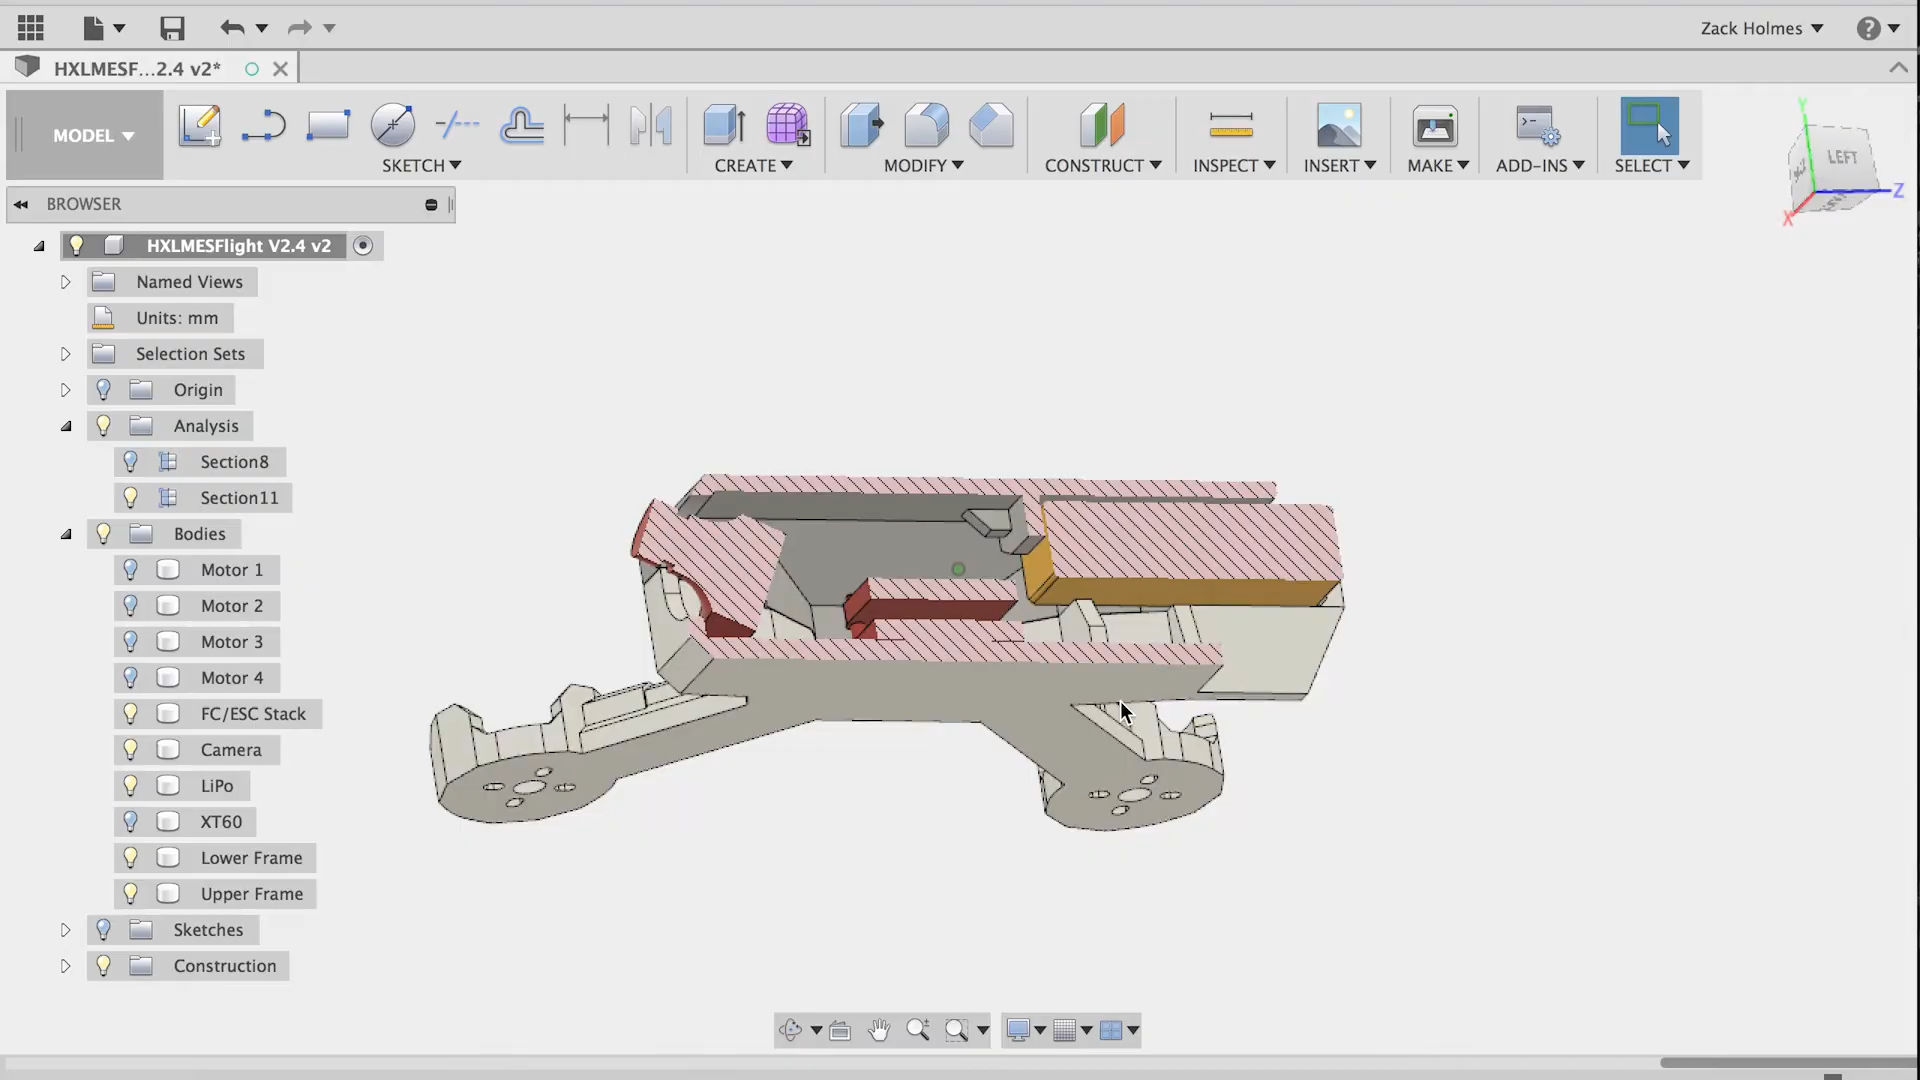 Zack Holmes
?
HXLMESF...2.4 v2*
MODEL
SKETCH
CREATE
MODIFY
CONSTRUCT
INSPECT
INSERT
MAKE
ADD-INS
SELECT
Y
LEFT
Z
X
BROWSER
HXLMESFlight V2.4 v2
Named Views
Units: mm
Selection Sets
Origin
Analysis
Section8
Section11
Bodies
Motor 1
Motor 2
Motor 3
Motor 4
FC/ESC Stack
Camera
LiPo
XT60
Lower Frame
Upper Frame
Sketches
Construction